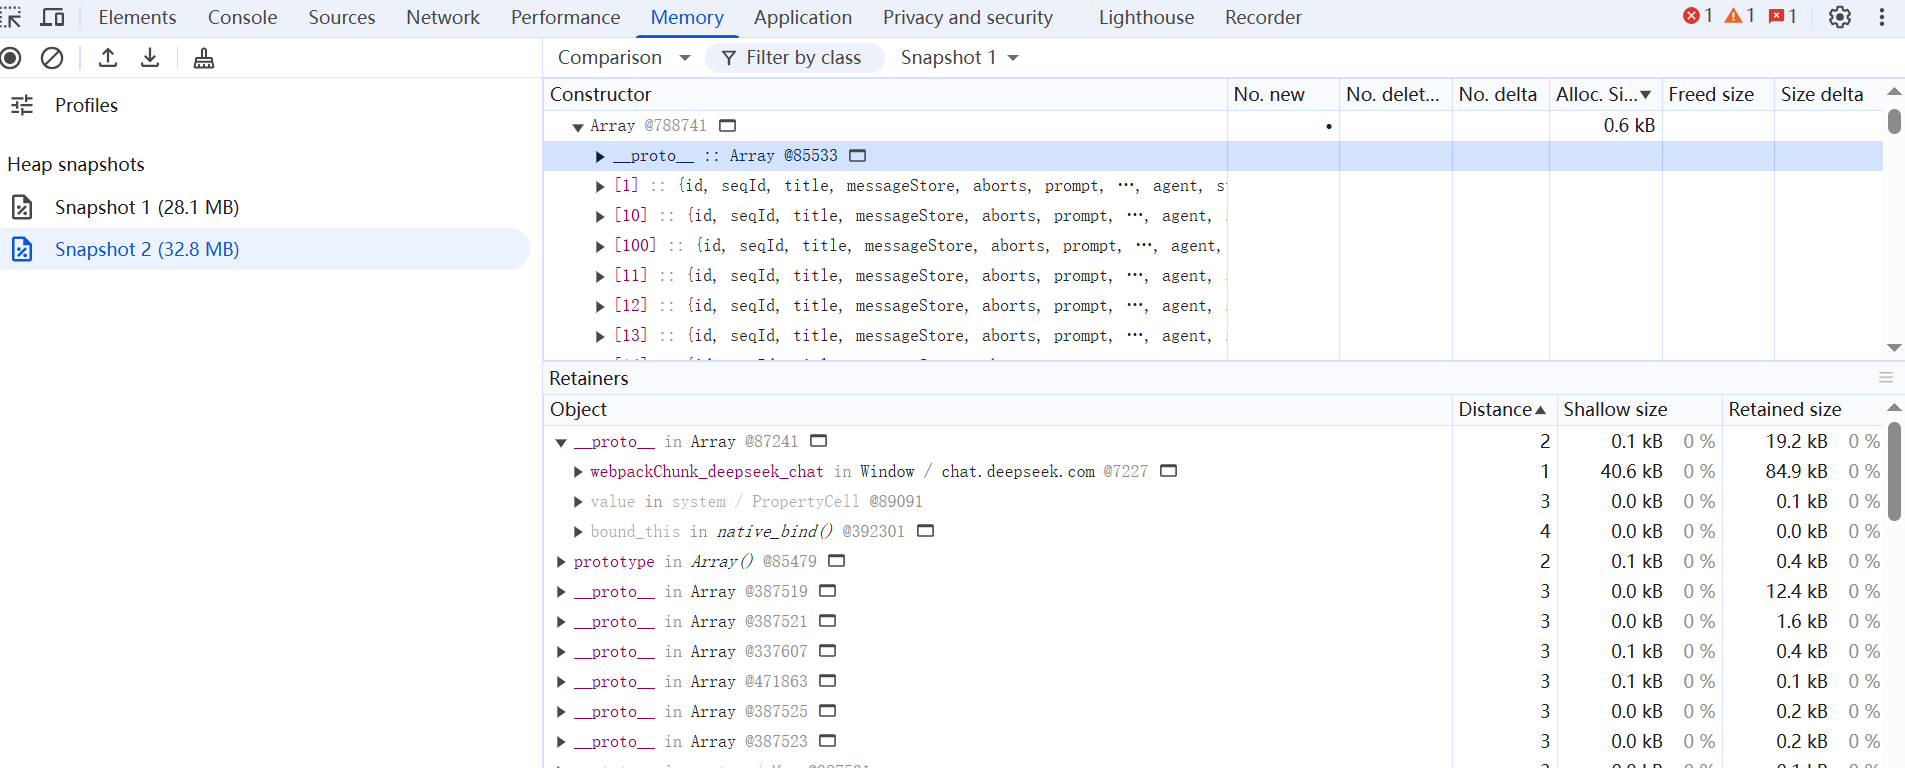 Elements Console Sources Network Performance Memory Application Privacy and security Lighthouse Recorder 1 1 1
Comparison Filter by class Snapshot 1
Profiles
Heap snapshots
Snapshot 1 (28.1 MB)
Snapshot 2 (32.8 MB)
Constructor No. new No. delet... No. delta Alloc. Si...▼ Freed size Size delta
▼ Array @788741 • 0.6 kB
▶ __proto__ :: Array @85533
▶ [1] :: {id, seqId, title, messageStore, aborts, prompt, ⋯, agent, s
▶ [10] :: {id, seqId, title, messageStore, aborts, prompt, ⋯, agent,
▶ [100] :: {id, seqId, title, messageStore, aborts, prompt, ⋯, agent,
▶ [11] :: {id, seqId, title, messageStore, aborts, prompt, ⋯, agent,
▶ [12] :: {id, seqId, title, messageStore, aborts, prompt, ⋯, agent,
▶ [13] :: {id, seqId, title, messageStore, aborts, prompt, ⋯, agent,
Retainers
Object Distance▲ Shallow size Retained size
▼ __proto__ in Array @87241 2 0.1 kB 0 % 19.2 kB 0 %
▶ webpackChunk_deepseek_chat in Window / chat.deepseek.com @7227 1 40.6 kB 0 % 84.9 kB 0 %
▶ value in system / PropertyCell @89091 3 0.0 kB 0 % 0.1 kB 0 %
▶ bound_this in native_bind() @392301 4 0.0 kB 0 % 0.0 kB 0 %
▶ prototype in Array() @85479 2 0.1 kB 0 % 0.4 kB 0 %
▶ __proto__ in Array @387519 3 0.0 kB 0 % 12.4 kB 0 %
▶ __proto__ in Array @387521 3 0.0 kB 0 % 1.6 kB 0 %
▶ __proto__ in Array @337607 3 0.1 kB 0 % 0.4 kB 0 %
▶ __proto__ in Array @471863 3 0.1 kB 0 % 0.1 kB 0 %
▶ __proto__ in Array @387525 3 0.0 kB 0 % 0.2 kB 0 %
▶ __proto__ in Array @387523 3 0.0 kB 0 % 0.2 kB 0 %